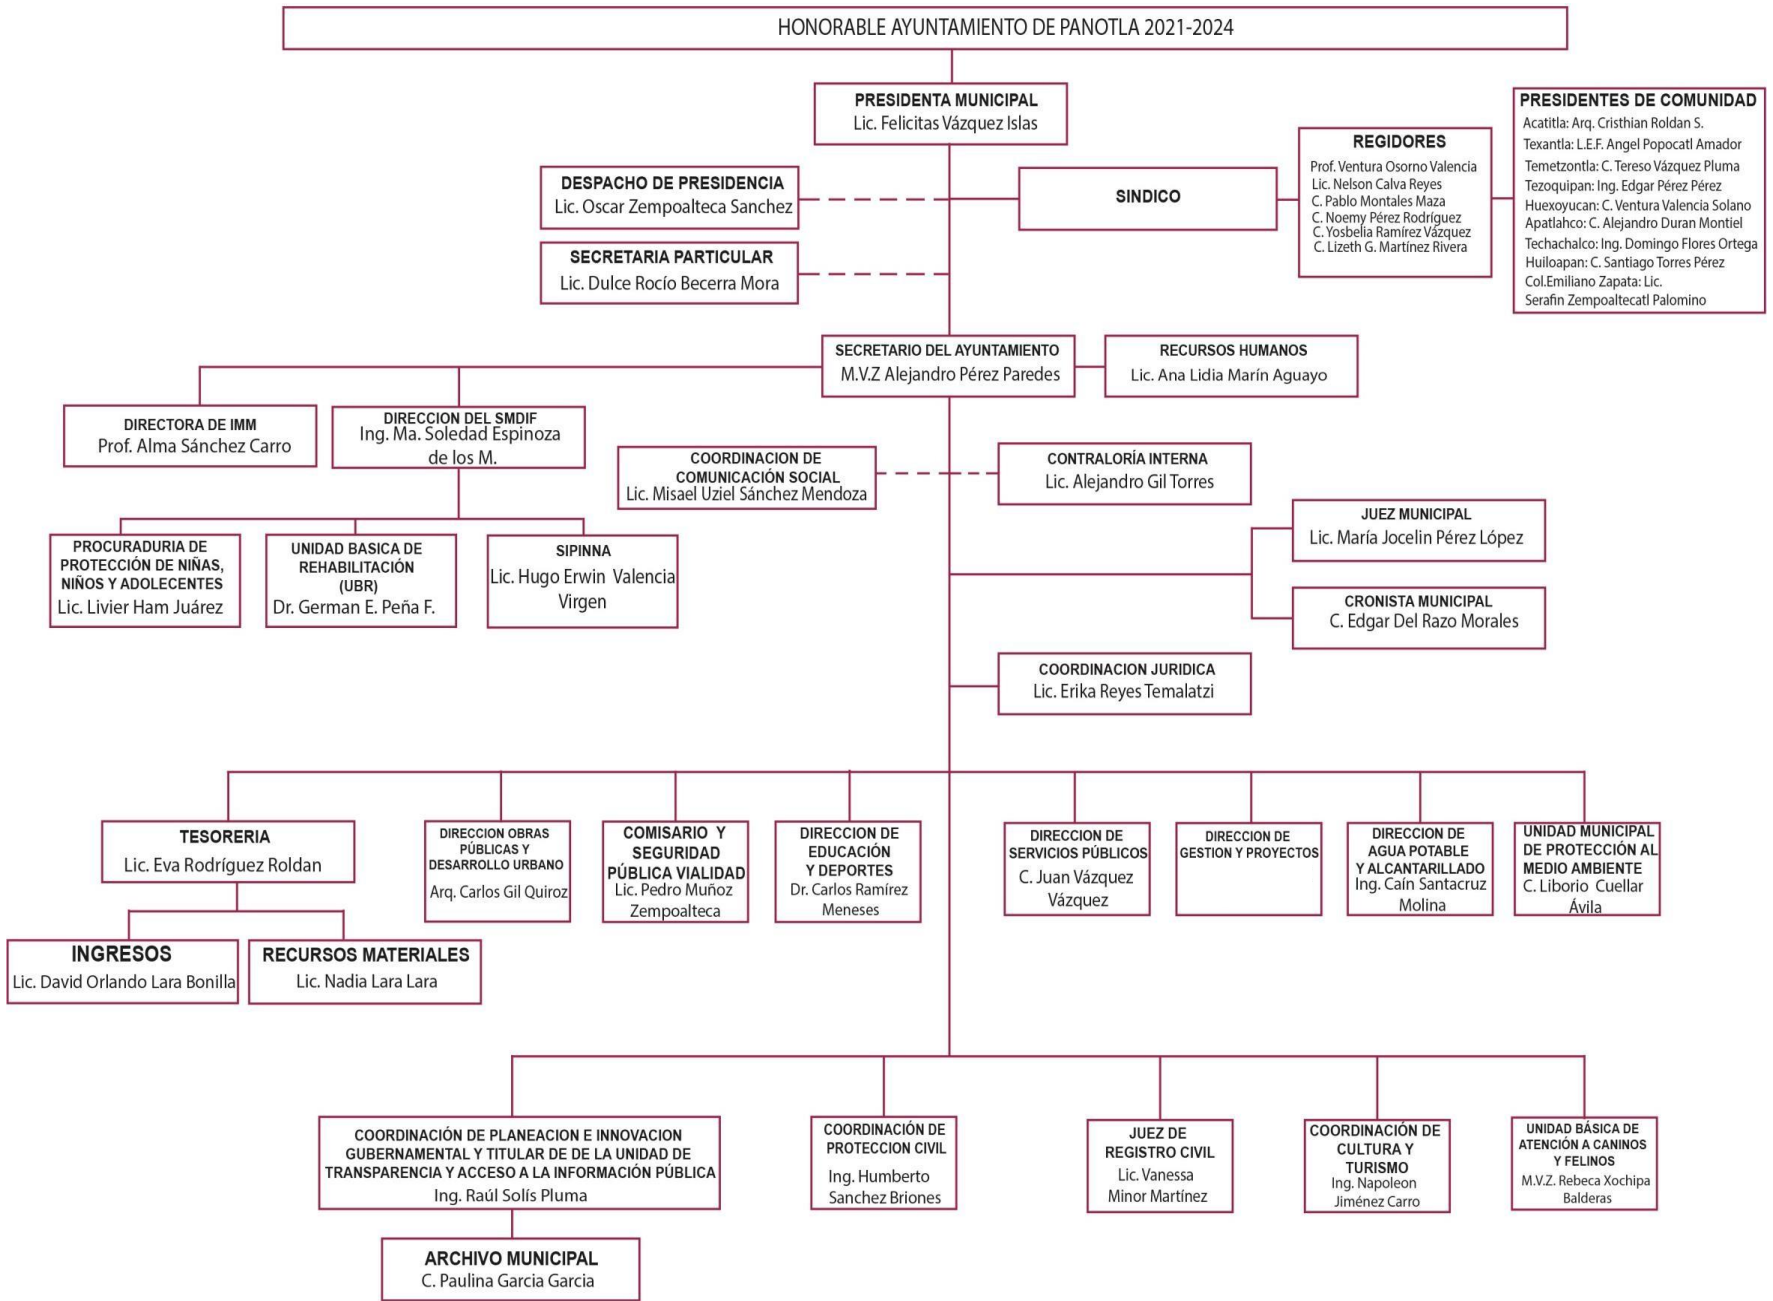 HONORABLE AYUNTAMIENTO DE PANOTLA 2021-2024
PRESIDENTA MUNICIPAL
Lic. Felicitas Vázquez Islas
DESPACHO DE PRESIDENCIA
Lic. Oscar Zempoalteca Sanchez
SECRETARIA PARTICULAR
Lic. Dulce Rocío Becerra Mora
SINDICO
REGIDORES
Prof. Ventura Osorno Valencia
Lic. Nelson Calva Reyes
C. Pablo Montales Maza
C. Noemy Pérez Rodríguez
C. Yosbelia Ramírez Vázquez
C. Lizeth G. Martínez Rivera
PRESIDENTES DE COMUNIDAD
Acatitla: Arq. Cristhian Roldan S.
Texantla: L.E.F. Angel Popocatl Amador
Temetzontla: C. Tereso Vázquez Pluma
Tezoquipan: Ing. Edgar Pérez Pérez
Huexoyucan: C. Ventura Valencia Solano
Apatlahco: C. Alejandro Duran Montiel
Techachalco: Ing. Domingo Flores Ortega
Huiloapan: C. Santiago Torres Pérez
Col.Emiliano Zapata: Lic.
Serafin Zempoaltecatl Palomino
SECRETARIO DEL AYUNTAMIENTO
M.V.Z Alejandro Pérez Paredes
RECURSOS HUMANOS
Lic. Ana Lidia Marín Aguayo
DIRECTORA DE IMM
Prof. Alma Sánchez Carro
DIRECCION DEL SMDIF
Ing. Ma. Soledad Espinoza
de los M.
COORDINACION DE
COMUNICACIÓN SOCIAL
Lic. Misael Uziel Sánchez Mendoza
CONTRALORÍA INTERNA
Lic. Alejandro Gil Torres
PROCURADURIA DE
PROTECCIÓN DE NIÑAS,
NIÑOS Y ADOLECENTES
Lic. Livier Ham Juárez
UNIDAD BASICA DE
REHABILITACIÓN
(UBR)
Dr. German E. Peña F.
SIPINNA
Lic. Hugo Erwin Valencia
Virgen
JUEZ MUNICIPAL
Lic. María Jocelin Pérez López
CRONISTA MUNICIPAL
C. Edgar Del Razo Morales
COORDINACION JURIDICA
Lic. Erika Reyes Temalatzi
TESORERIA
Lic. Eva Rodríguez Roldan
DIRECCION OBRAS
PÚBLICAS Y
DESARROLLO URBANO
Arq. Carlos Gil Quiroz
COMISARIO Y
SEGURIDAD
PÚBLICA VIALIDAD
Lic. Pedro Muñoz
Zempoalteca
DIRECCION DE
EDUCACIÓN
Y DEPORTES
Dr. Carlos Ramírez
Meneses
DIRECCION DE
SERVICIOS PÚBLICOS
C. Juan Vázquez
Vázquez
DIRECCION DE
GESTION Y PROYECTOS
DIRECCION DE
AGUA POTABLE
Y ALCANTARILLADO
Ing. Caín Santacruz
Molina
UNIDAD MUNICIPAL
DE PROTECCIÓN AL
MEDIO AMBIENTE
C. Liborio Cuellar
Ávila
INGRESOS
Lic. David Orlando Lara Bonilla
RECURSOS MATERIALES
Lic. Nadia Lara Lara
COORDINACIÓN DE PLANEACION E INNOVACION
GUBERNAMENTAL Y TITULAR DE DE LA UNIDAD DE
TRANSPARENCIA Y ACCESO A LA INFORMACIÓN PÚBLICA
Ing. Raúl Solís Pluma
COORDINACIÓN DE
PROTECCION CIVIL
Ing. Humberto
Sanchez Briones
JUEZ DE
REGISTRO CIVIL
Lic. Vanessa
Minor Martínez
COORDINACIÓN DE
CULTURA Y
TURISMO
Ing. Napoleon
Jiménez Carro
UNIDAD BÁSICA DE
ATENCIÓN A CANINOS
Y FELINOS
M.V.Z. Rebeca Xochipa
Balderas
ARCHIVO MUNICIPAL
C. Paulina Garcia Garcia